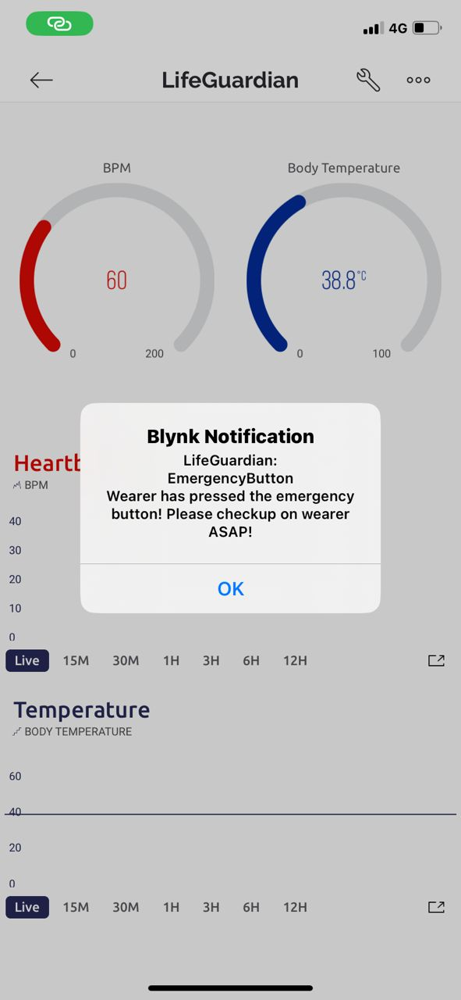 4G
LifeGuardian
BPM
Body Temperature
60
38.8°C
0
200
0
100
Blynk Notification
LifeGuardian:
EmergencyButton
Wearer has pressed the emergency
button! Please checkup on wearer
ASAP!
OK
BPM
40
30
20
10
0
Live 15M 30M 1H 3H 6H 12H
Temperature
BODY TEMPERATURE
60
40
20
0
Live 15M 30M 1H 3H 6H 12H